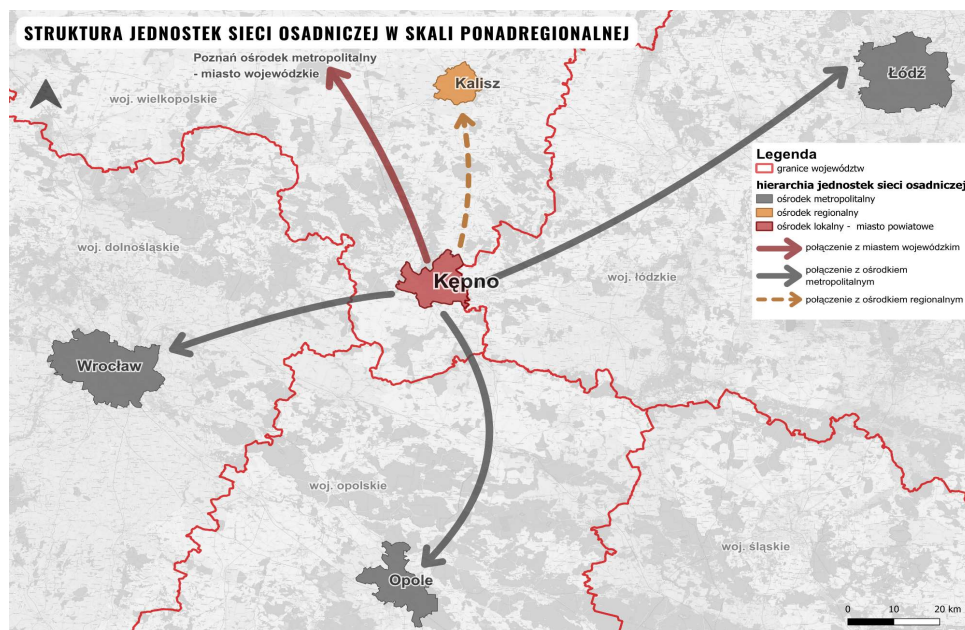 STRUKTURA JEDNOSTEK SIECI OSADNICZEJ W SKALI PONADREGIONALNEJ
Poznań ośrodek metropolitalny
- miasto wojewódzkie
Kalisz
Łódź
woj. wielkopolskie
Legenda
granice województw
hierarchia jednostek sieci osadniczej
ośrodek metropolitalny
ośrodek regionalny
ośrodek lokalny - miasto powiatowe
połączenie z miastem wojewódzkim
połączenie z ośrodkiem
metropolitalnym
połączenie z ośrodkiem regionalnym
woj. dolnośląskie
Kępno
woj. łódzkie
Wrocław
woj. opolskie
woj. śląskie
Opole
0 10 20 km